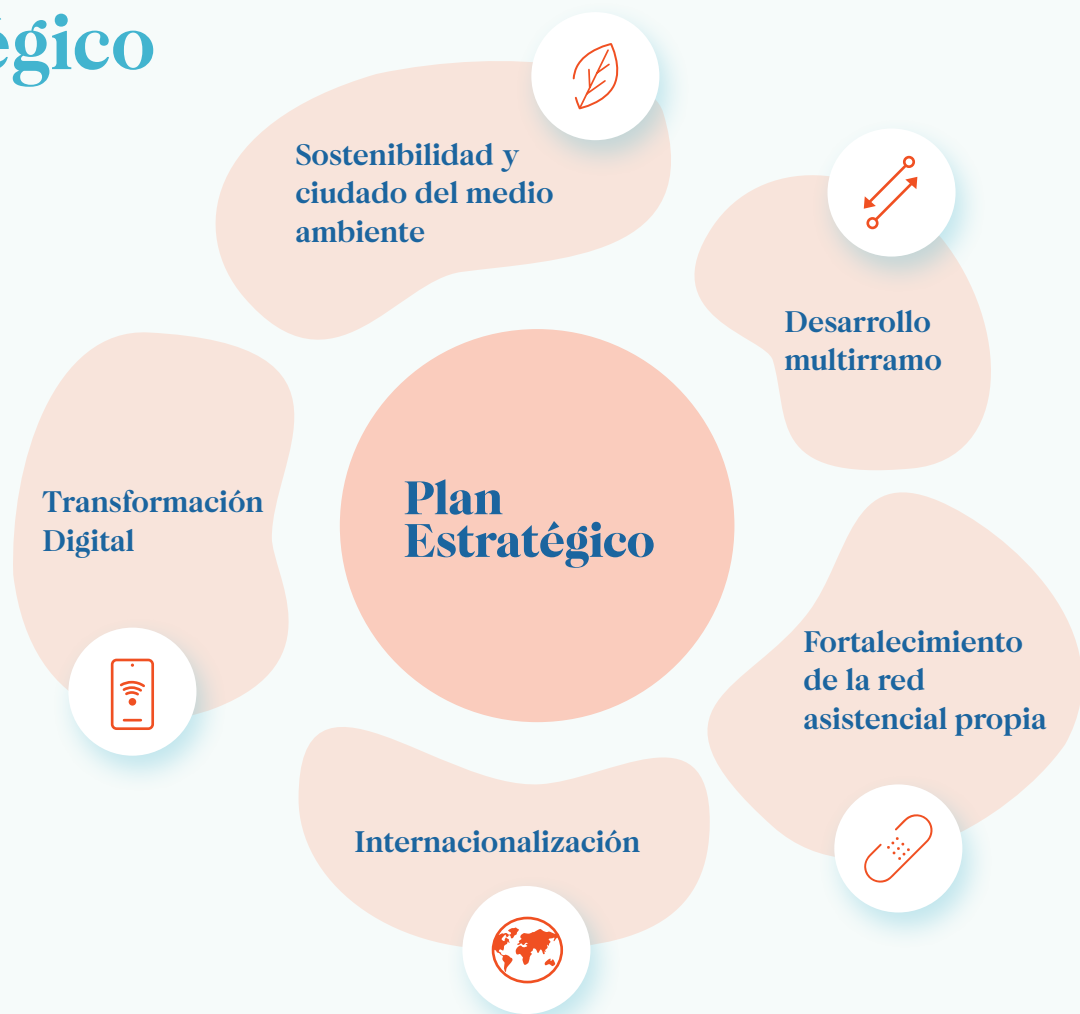 égico
Sostenibilidad y
ciudado del medio
ambiente
Desarrollo
multirramo
Transformación
Digital
Plan
Estratégico
Fortalecimiento
de la red
asistencial propia
Internacionalización